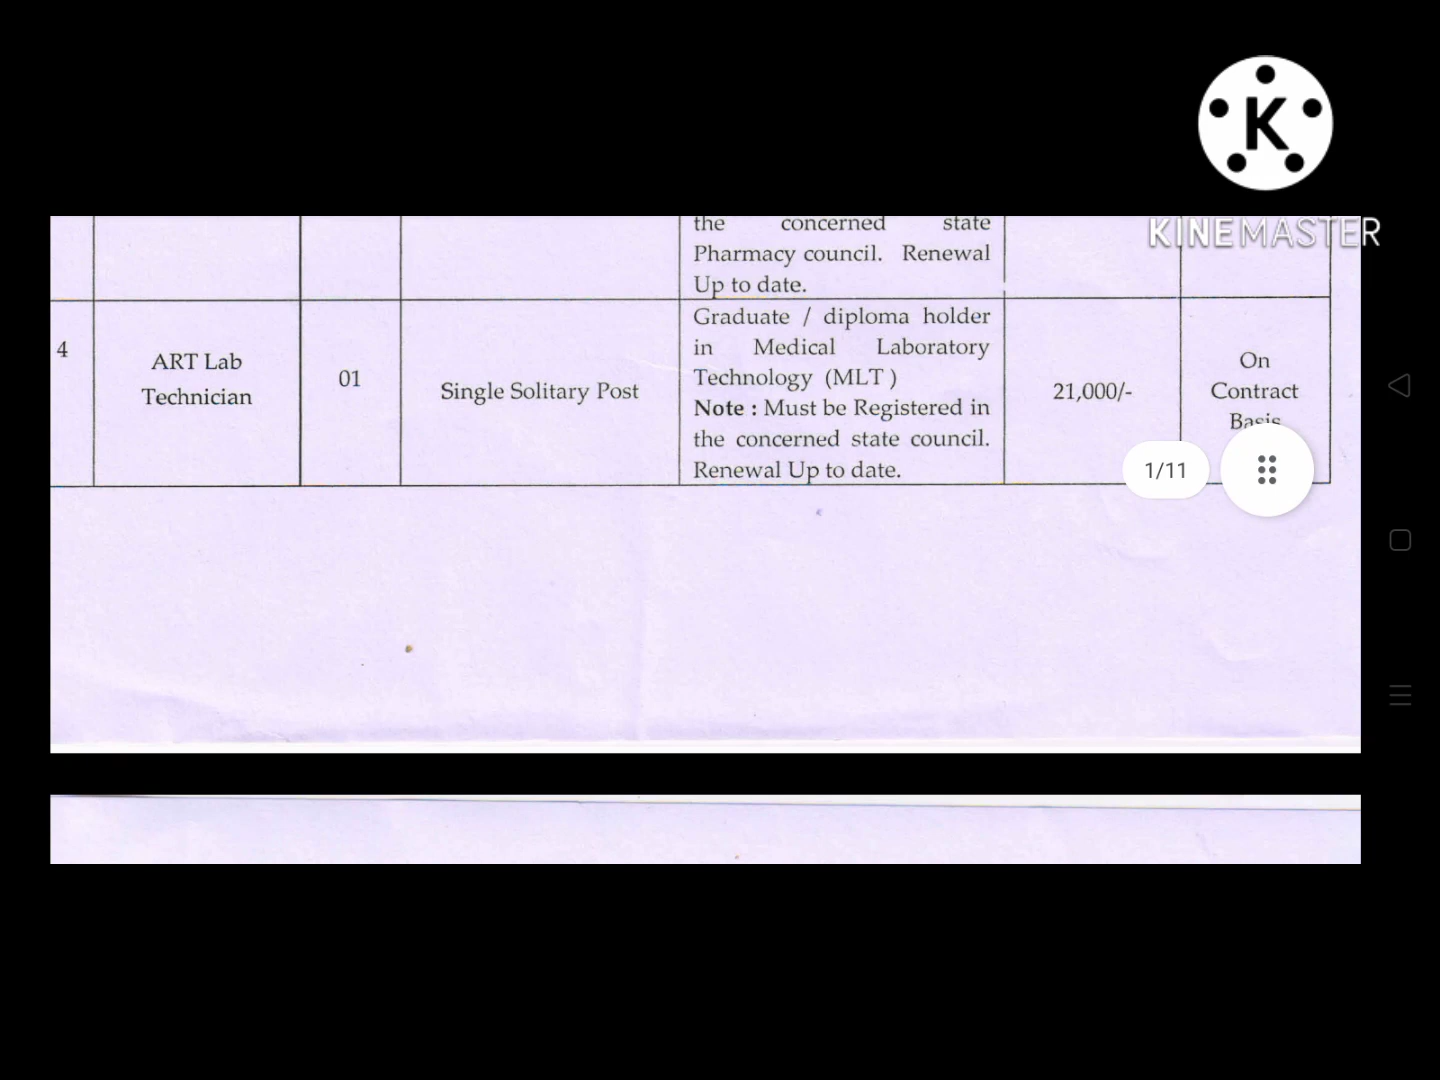 K
KINEMASTER
the concerned state
Pharmacy council. Renewal
Up to date.
4
ART Lab
Technician
01
Single Solitary Post
Graduate / diploma holder
in Medical Laboratory
Technology (MLT )
Note : Must be Registered in
the concerned state council.
Renewal Up to date.
21,000/-
On
Contract
Basis
1/11